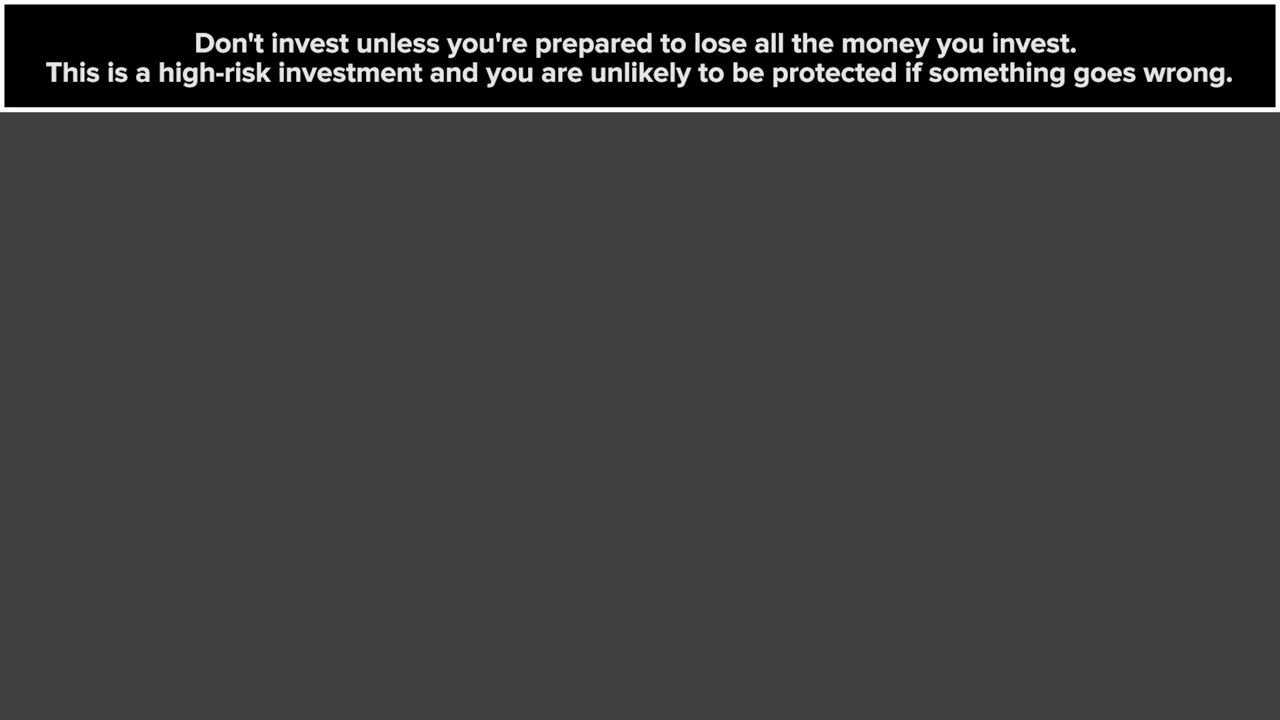 Don't invest unless you're prepared to lose all the money you invest.
This is a high-risk investment and you are unlikely to be protected if something goes wrong.